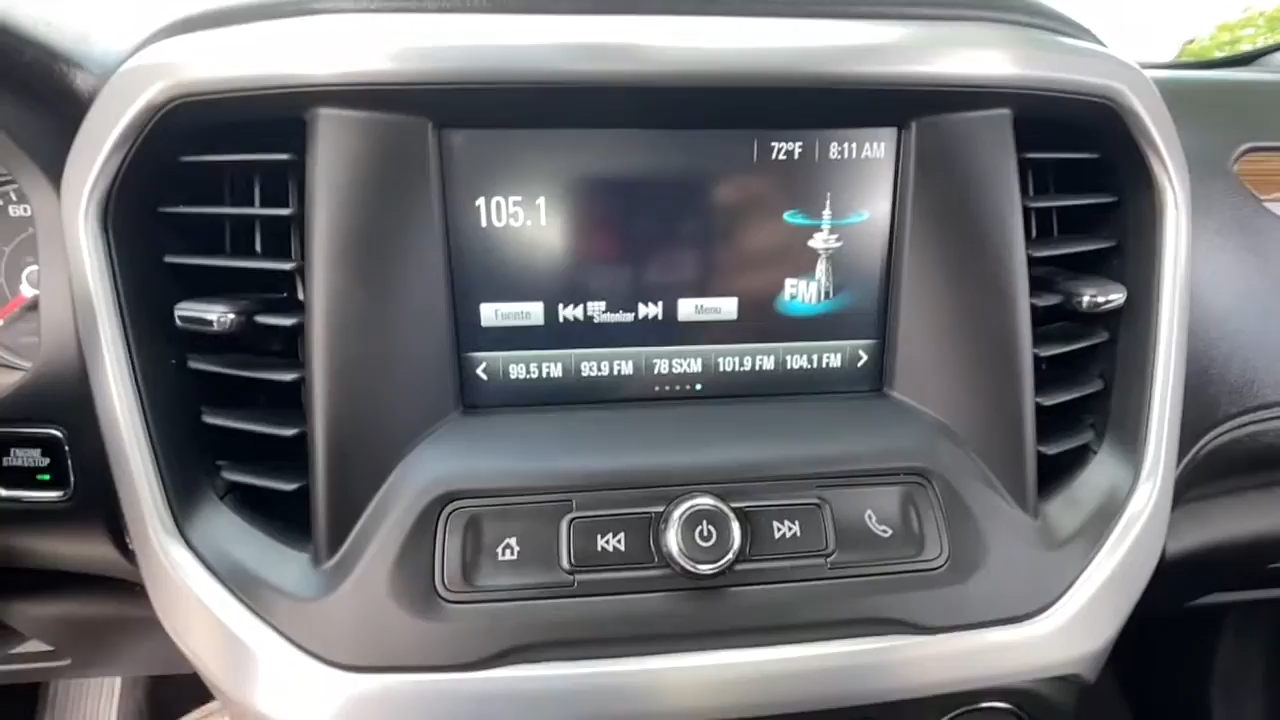 72°F 8:11 AM
105.1
FM
Fuente Sintonizar Menu
99.5 FM 93.9 FM 78 SXM 101.9 FM 104.1 FM
60
ENGINE
START/STOP